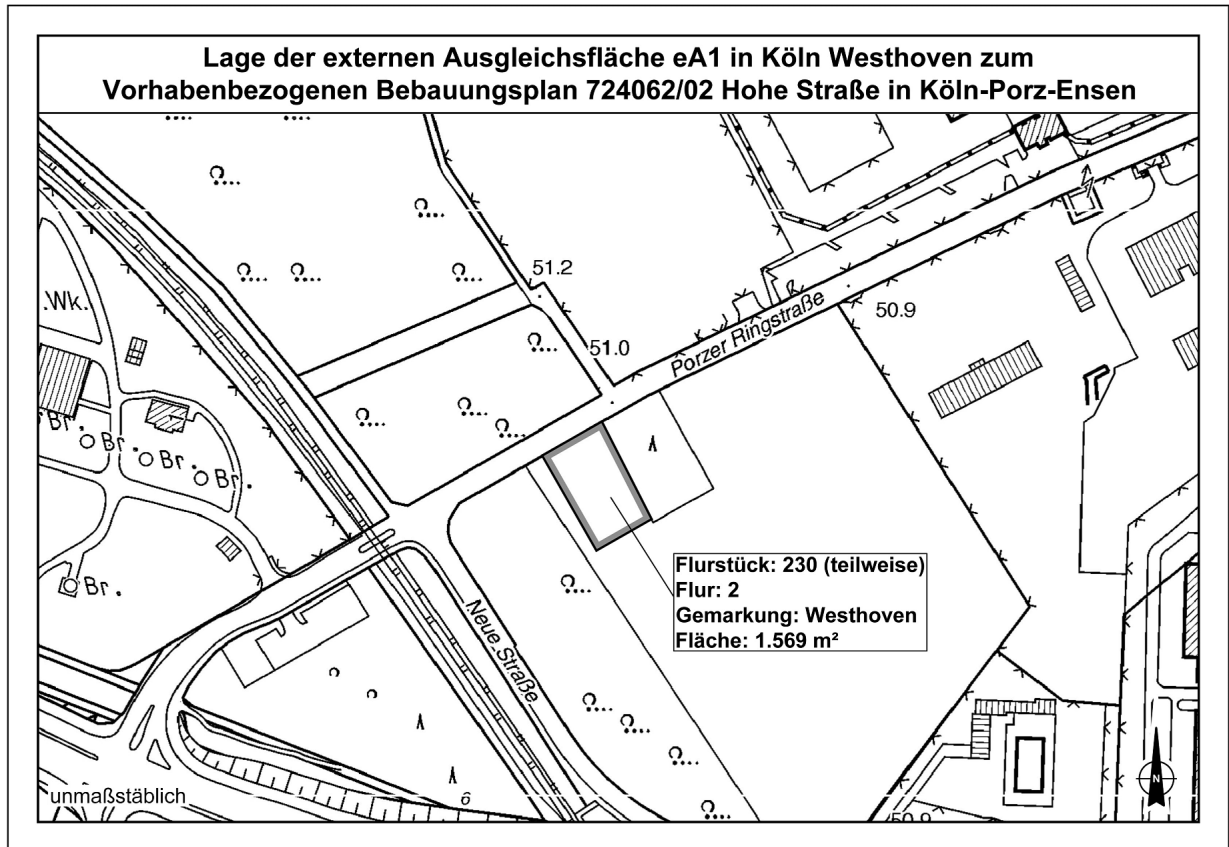 Lage der externen Ausgleichsfläche eA1 in Köln Westhoven zum
Vorhabenbezogenen Bebauungsplan 724062/02 Hohe Straße in Köln-Porz-Ensen
51.2
.Wk.
50.9
51.0
Porzer Ringstraße
Br.
Br.
Br.
Br.
Flurstück: 230 (teilweise)
Flur: 2
Gemarkung: Westhoven
Fläche: 1.569 m²
Neue Straße
N
unmaßstäblich
50.9